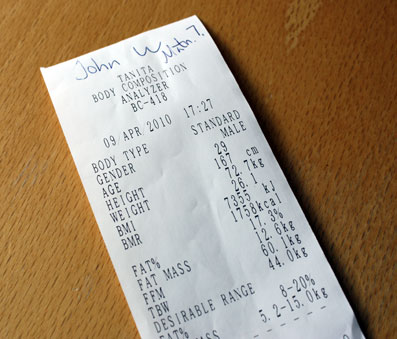 John W
TANITA
BODY COMPOSITION
ANALYZER
BC-418
09/APR/2010 17:27
BODY TYPE STANDARD
GENDER MALE
AGE 29
HEIGHT 167 cm
WEIGHT 72.7kg
BMI 26.1
BMR 7355 kJ
1758kcal
FAT% 17.3%
FAT MASS 12.6kg
FFM 60.1kg
TBW 44.0kg
DESIRABLE RANGE
FAT% 8-20%
FAT MASS 5.2-15.0kg